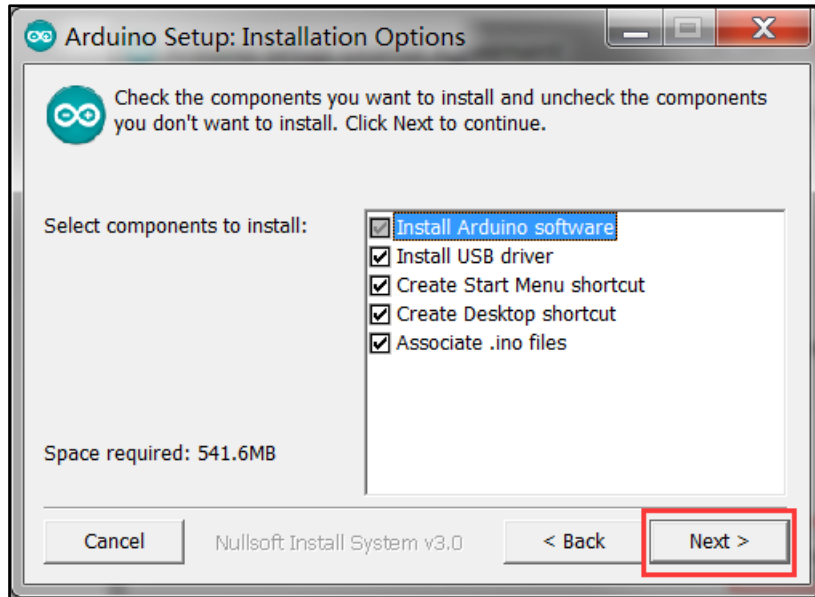 Arduino Setup: Installation Options
Check the components you want to install and uncheck the components
you don't want to install. Click Next to continue.
Select components to install:
Install Arduino software
Install USB driver
Create Start Menu shortcut
Create Desktop shortcut
Associate .ino files
Space required: 541.6MB
Cancel
Nullsoft Install System v3.0
< Back
Next >